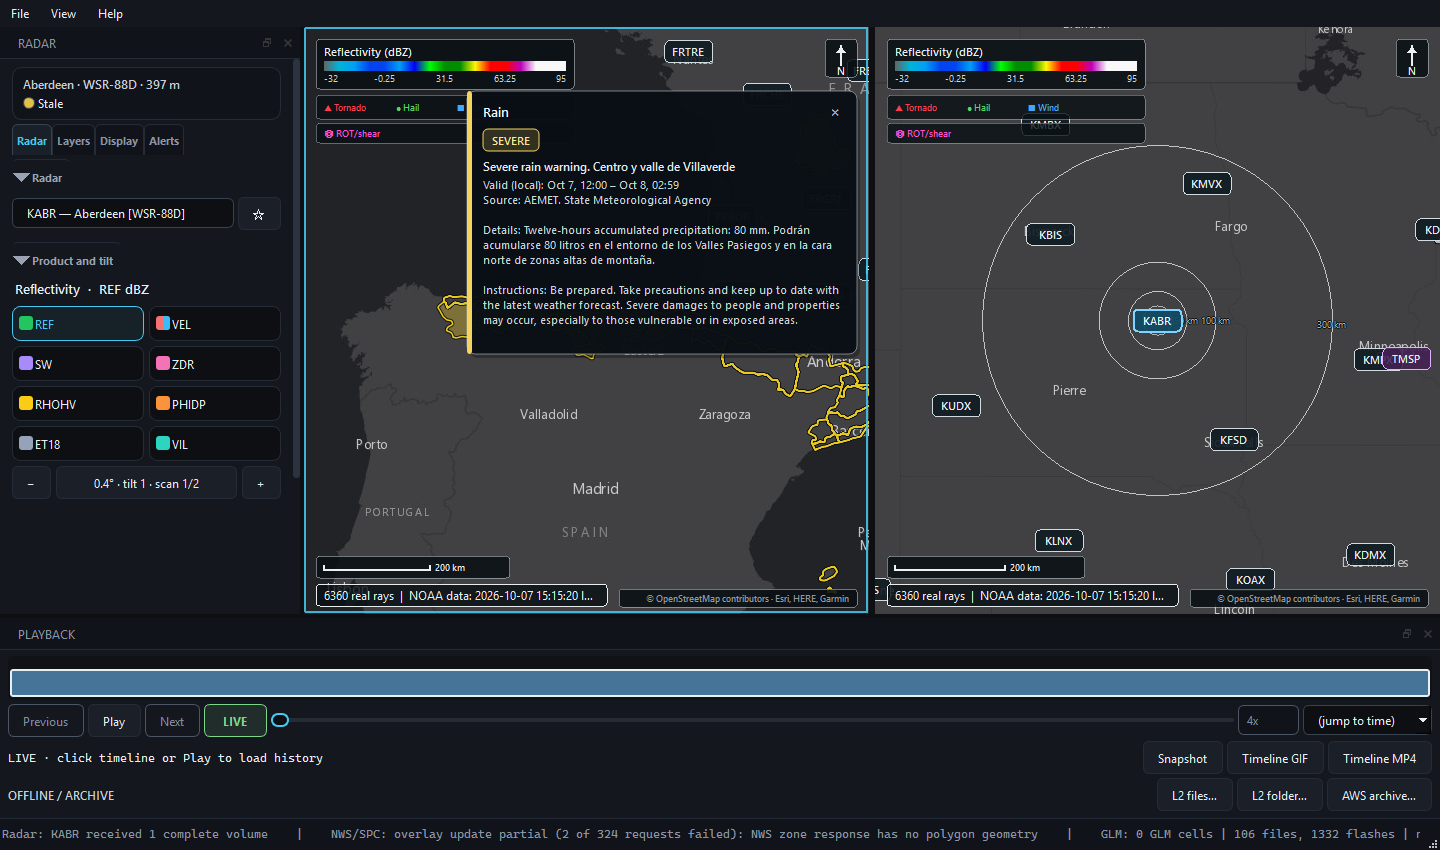 File View Help
RADAR
Aberdeen · WSR-88D · 397 m
Stale
Radar Layers Display Alerts
Radar
KABR — Aberdeen [WSR-88D]
Product and tilt
Reflectivity · REF dBZ
REF VEL
SW ZDR
RHOHV PHIDP
ET18 VIL
− 0.4° · tilt 1 · scan 1/2 +
Reflectivity (dBZ)
-32 -0.25 31.5 63.25 95
Tornado Hail
ROT/shear
FRTRE
N
Rain
SEVERE
Severe rain warning. Centro y valle de Villaverde
Valid (local): Oct 7, 12:00 – Oct 8, 02:59
Source: AEMET. State Meteorological Agency
Details: Twelve-hours accumulated precipitation: 80 mm. Podrán
acumularse 80 litros en el entorno de los Valles Pasiegos y en la cara
norte de zonas altas de montaña.
Instructions: Be prepared. Take precautions and keep up to date with
the latest weather forecast. Severe damages to people and properties
may occur, especially to those vulnerable or in exposed areas.
Andorra
Valladolid
Zaragoza
Porto
Madrid
PORTUGAL
SPAIN
200 km
6360 real rays | NOAA data: 2026-10-07 15:15:20 I...
© OpenStreetMap contributors · Esri, HERE, Garmin
Reflectivity (dBZ)
-32 -0.25 31.5 63.25 95
Tornado Hail Wind
ROT/shear
KMBX
Kenora
N
KMVX
Fargo
KBIS
KABR
km 100 km
300 km
Minneapolis
TMSP
Pierre
KUDX
KFSD
KLNX
KDMX
KOAX
Lincoln
200 km
6360 real rays | NOAA data: 2026-10-07 15:15:20 I...
© OpenStreetMap contributors · Esri, HERE, Garmin
PLAYBACK
Previous Play Next LIVE 4x (jump to time)
LIVE · click timeline or Play to load history
Snapshot Timeline GIF Timeline MP4
OFFLINE / ARCHIVE
L2 files... L2 folder... AWS archive...
Radar: KABR received 1 complete volume | NWS/SPC: overlay update partial (2 of 324 requests failed): NWS zone response has no polygon geometry | GLM: 0 GLM cells | 106 files, 1332 flashes |